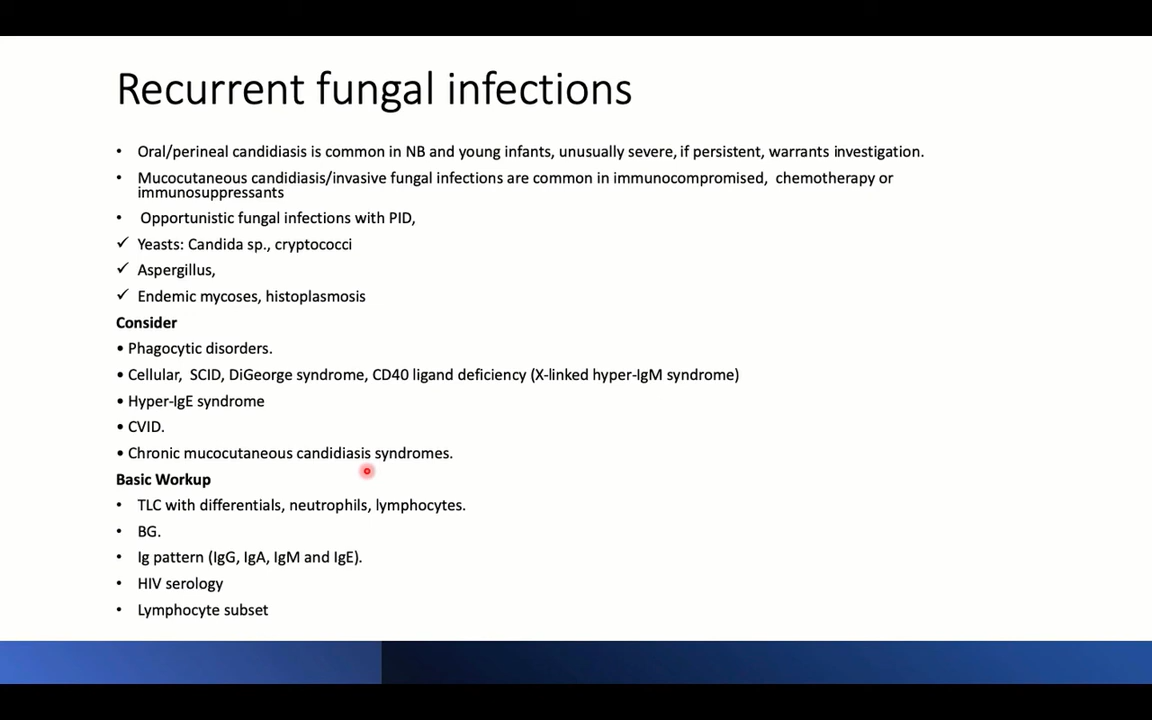 Recurrent fungal infections
• Oral/perineal candidiasis is common in NB and young infants, unusually severe, if persistent, warrants investigation.
• Mucocutaneous candidiasis/invasive fungal infections are common in immunocompromised, chemotherapy or
immunosuppressants
• Opportunistic fungal infections with PID,
✓ Yeasts: Candida sp., cryptococci
✓ Aspergillus,
✓ Endemic mycoses, histoplasmosis
Consider
• Phagocytic disorders.
• Cellular, SCID, DiGeorge syndrome, CD40 ligand deficiency (X-linked hyper-IgM syndrome)
• Hyper-IgE syndrome
• CVID.
• Chronic mucocutaneous candidiasis syndromes.
Basic Workup
• TLC with differentials, neutrophils, lymphocytes.
• BG.
• Ig pattern (IgG, IgA, IgM and IgE).
• HIV serology
• Lymphocyte subset